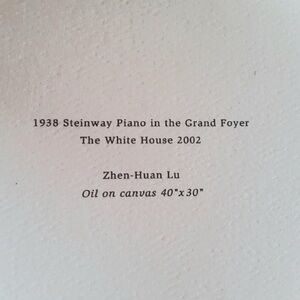 1938 Steinway Piano in the Grand Foyer
The White House 2002
Zhen-Huan Lu
Oil on canvas 40"x30"